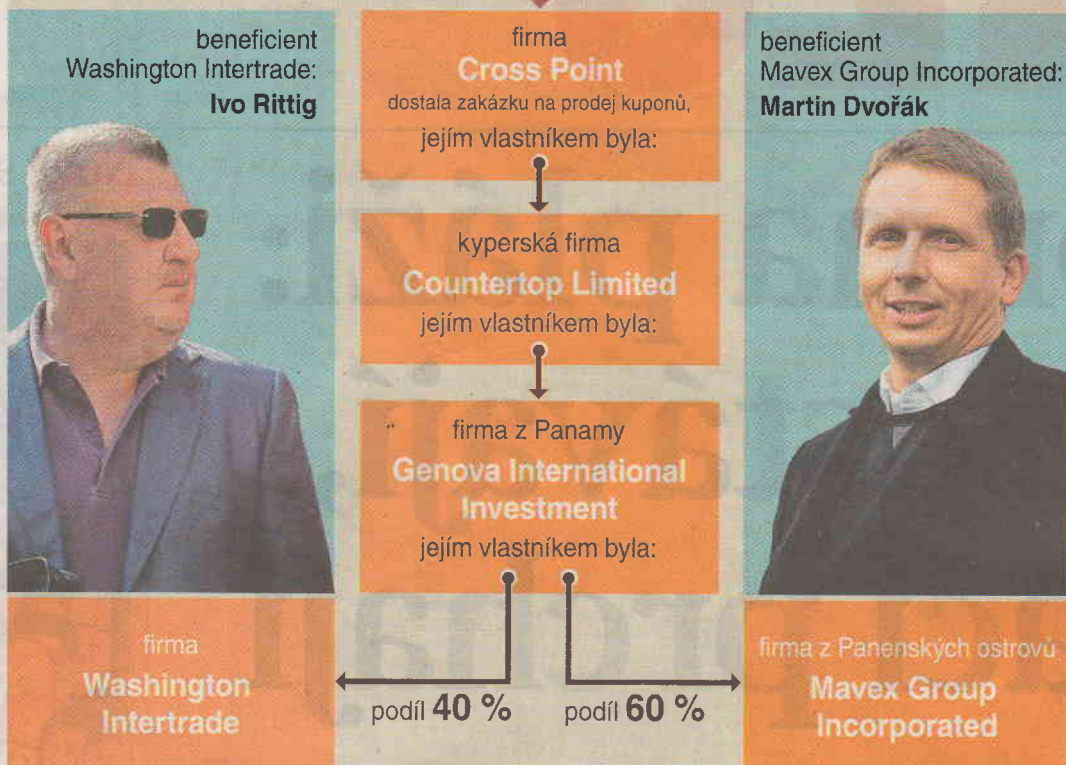 beneficient
Washington Intertrade:
Ivo Rittig
firma
Cross Point
dostala zakázku na prodej kuponů,
jejím vlastníkem byla:
kyperská firma
Countertop Limited
jejím vlastníkem byla:
firma z Panamy
Genova International
Investment
jejím vlastníkem byla:
beneficient
Mavex Group Incorporated:
Martin Dvořák
firma
Washington
Intertrade
podíl 40 %
podíl 60 %
firma z Panenských ostrovů
Mavex Group
Incorporated